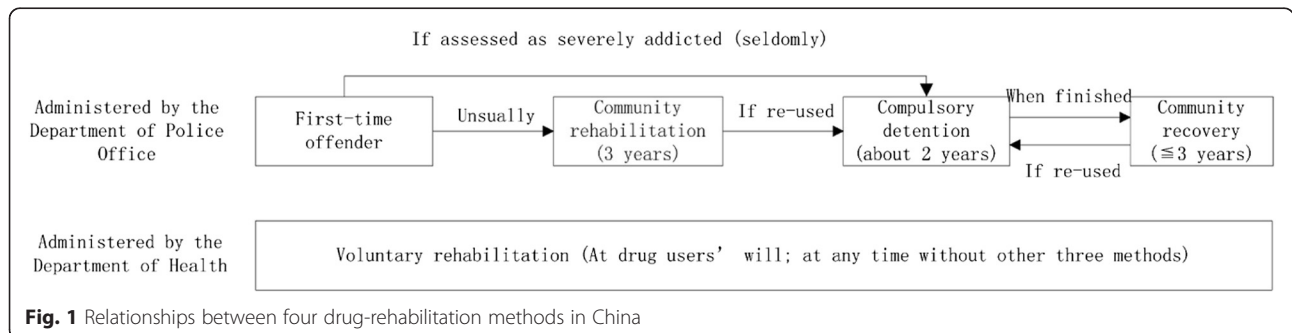 If assessed as severely addicted (seldomly)
Administered by the
Department of Police
Office
First-time
offender
Unsually
Community
rehabilitation
(3 years)
If re-used
Compulsory
detention
(about 2 years)
When finished
If re-used
Community
recovery
(≦3 years)
Administered by the
Department of Health
Voluntary rehabilitation (At drug users' will; at any time without other three methods)
Fig. 1 Relationships between four drug-rehabilitation methods in China